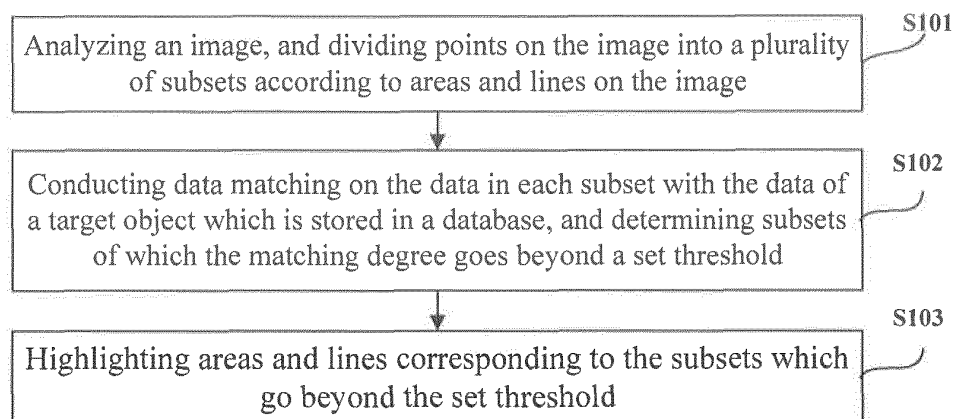 S101
Analyzing an image, and dividing points on the image into a plurality
of subsets according to areas and lines on the image
S102
Conducting data matching on the data in each subset with the data of
a target object which is stored in a database, and determining subsets
of which the matching degree goes beyond a set threshold
S103
Highlighting areas and lines corresponding to the subsets which
go beyond the set threshold